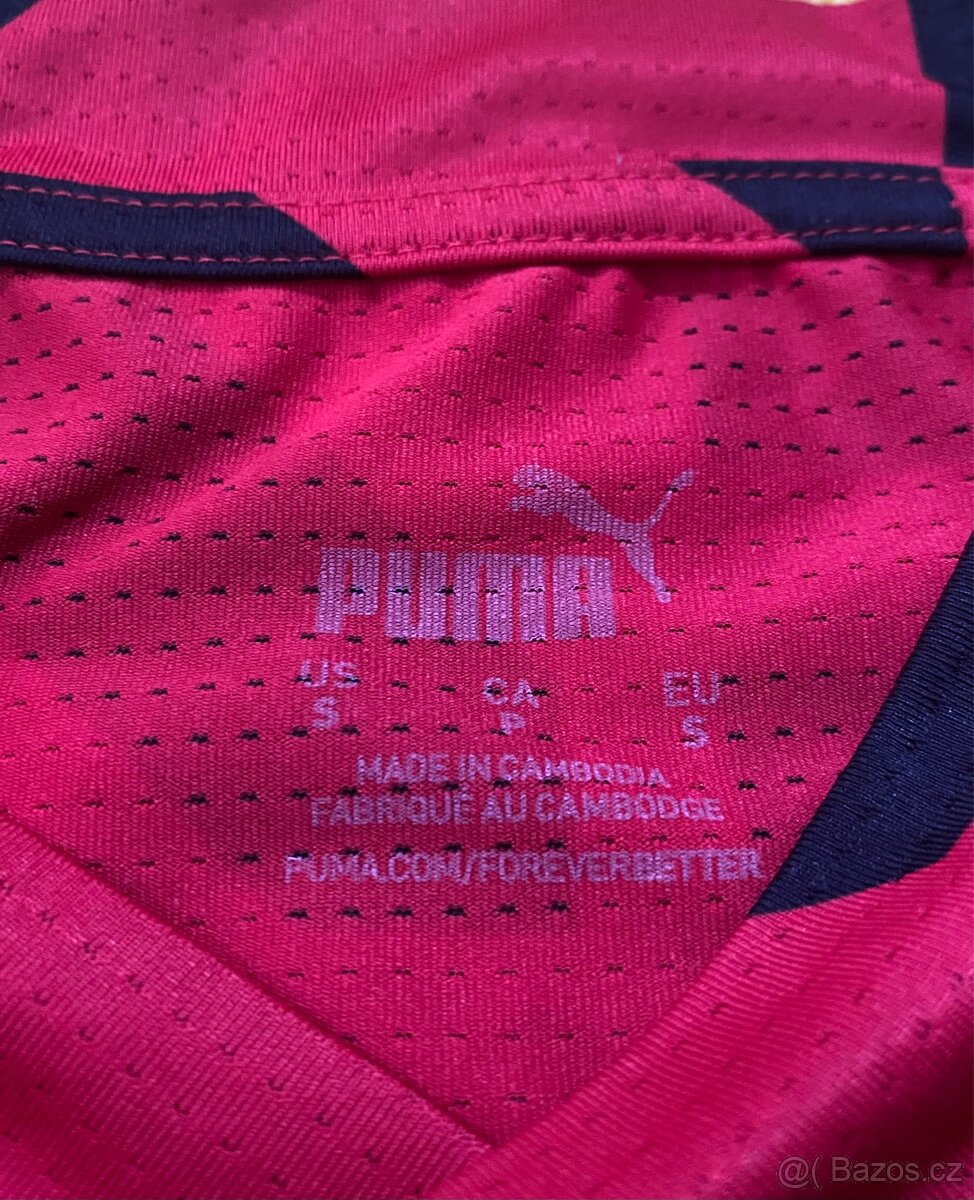 PUMA
US CA EU
S P S
MADE IN CAMBODIA
FABRIQUÉ AU CAMBODGE
PUMA.COM/FOREVERBETTER
@( Bazos.cz